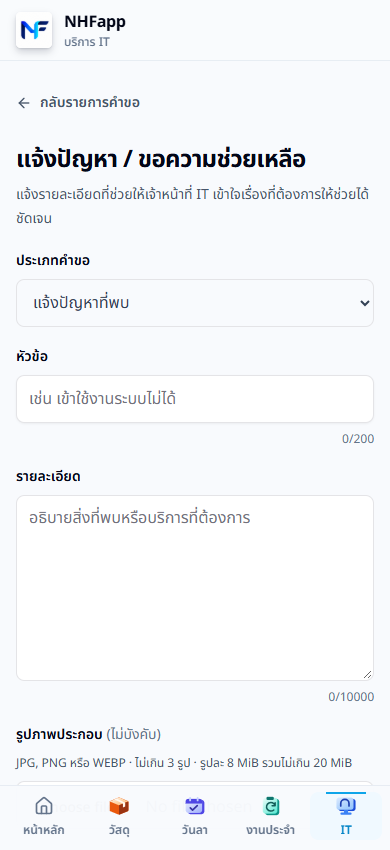 NHFapp
บริการ IT
กลับรายการคำขอ
แจ้งปัญหา / ขอความช่วยเหลือ
แจ้งรายละเอียดที่ช่วยให้เจ้าหน้าที่ IT เข้าใจเรื่องที่ต้องการให้ช่วยได้
ชัดเจน
ประเภทคำขอ
แจ้งปัญหาที่พบ
หัวข้อ
เช่น เข้าใช้งานระบบไม่ได้
0/200
รายละเอียด
อธิบายสิ่งที่พบหรือบริการที่ต้องการ
0/10000
รูปภาพประกอบ (ไม่บังคับ)
JPG, PNG หรือ WEBP · ไม่เกิน 3 รูป · รูปละ 8 MiB รวมไม่เกิน 20 MiB
หน้าหลัก วัสดุ วันลา งานประจำ IT